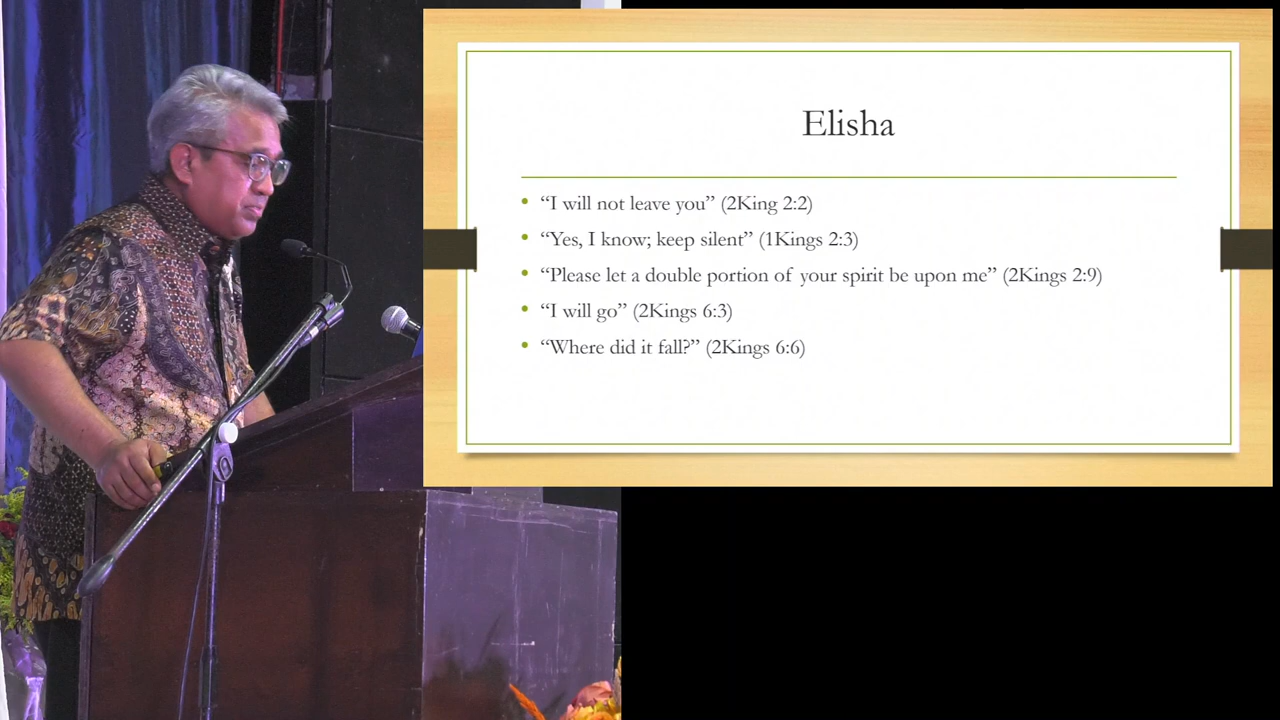 Elisha
• “I will not leave you” (2King 2:2)
• “Yes, I know; keep silent” (1Kings 2:3)
• “Please let a double portion of your spirit be upon me” (2Kings 2:9)
• “I will go” (2Kings 6:3)
• “Where did it fall?” (2Kings 6:6)